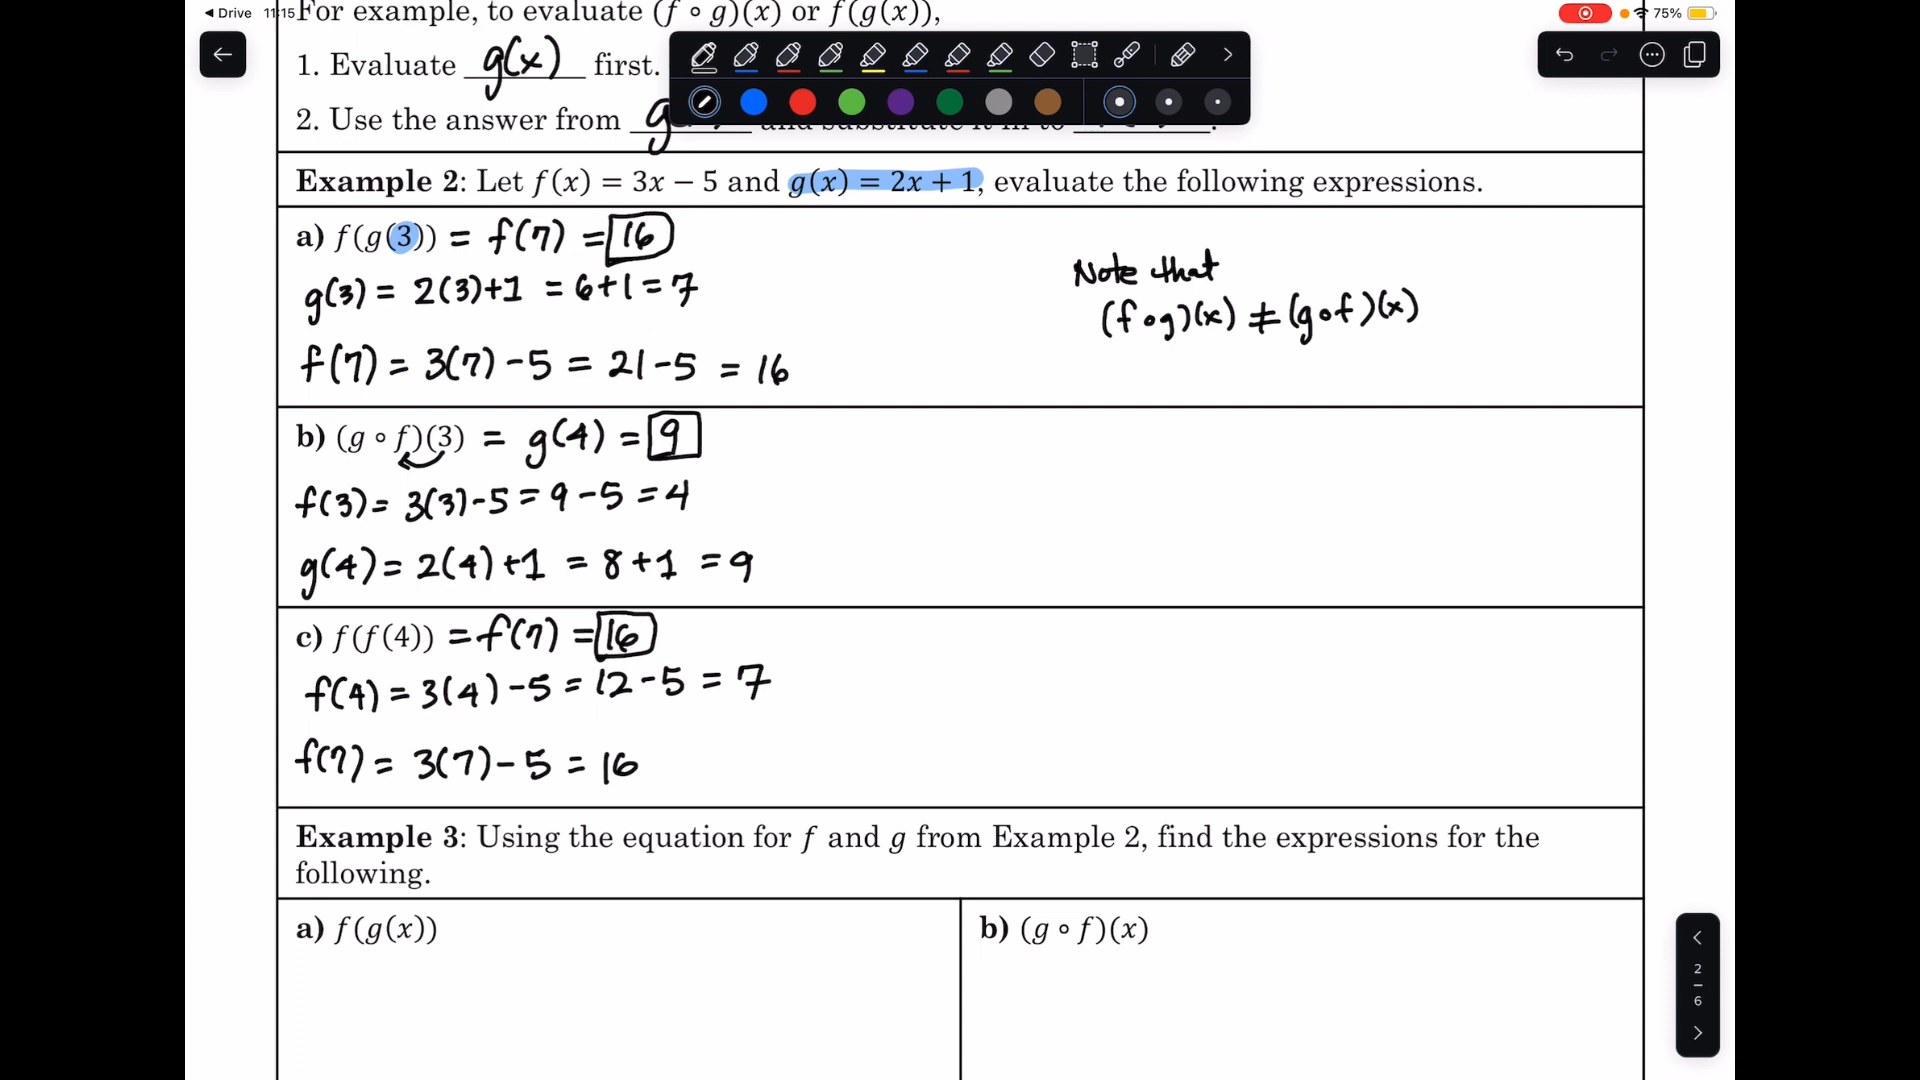 Drive 11:15 75%
For example, to evaluate (f ∘ g)(x) or f(g(x)),
1. Evaluate g(x) first.
2. Use the answer from g
Example 2: Let f(x) = 3x − 5 and g(x) = 2x + 1, evaluate the following expressions.
a) f(g(3)) = f(7) = 16
g(3) = 2(3)+1 = 6+1 = 7
f(7) = 3(7) -5 = 21 -5 = 16
Note that
(f∘g)(x) ≠ (g∘f)(x)
b) (g ∘ f)(3) = g(4) = 9
f(3) = 3(3)-5 = 9 -5 = 4
g(4) = 2(4) +1 = 8 +1 = 9
c) f(f(4)) = f(7) = 16
f(4) = 3(4) -5 = 12 -5 = 7
f(7) = 3(7) - 5 = 16
Example 3: Using the equation for f and g from Example 2, find the expressions for the
following.
a) f(g(x))
b) (g ∘ f)(x)
2
6